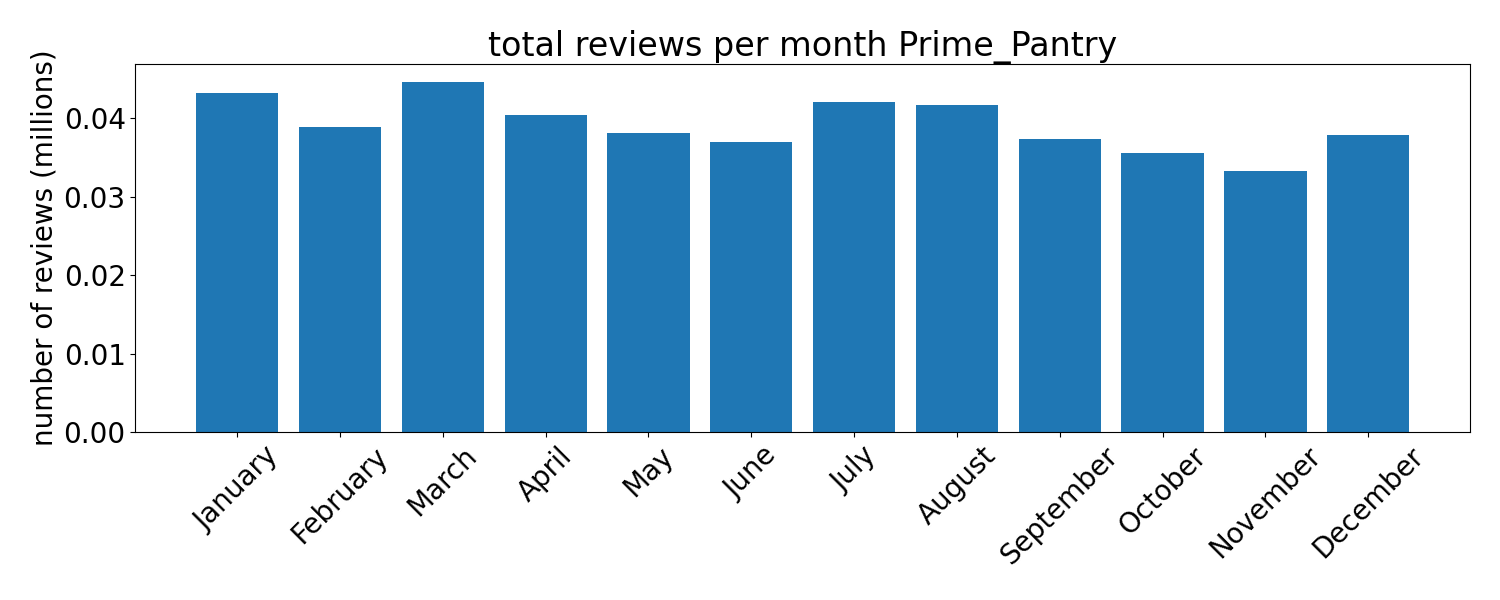 total reviews per month Prime_Pantry
number of reviews (millions)
0.04
0.03
0.02
0.01
0.00
January
February
March
April
May
June
July
August
September
October
November
December